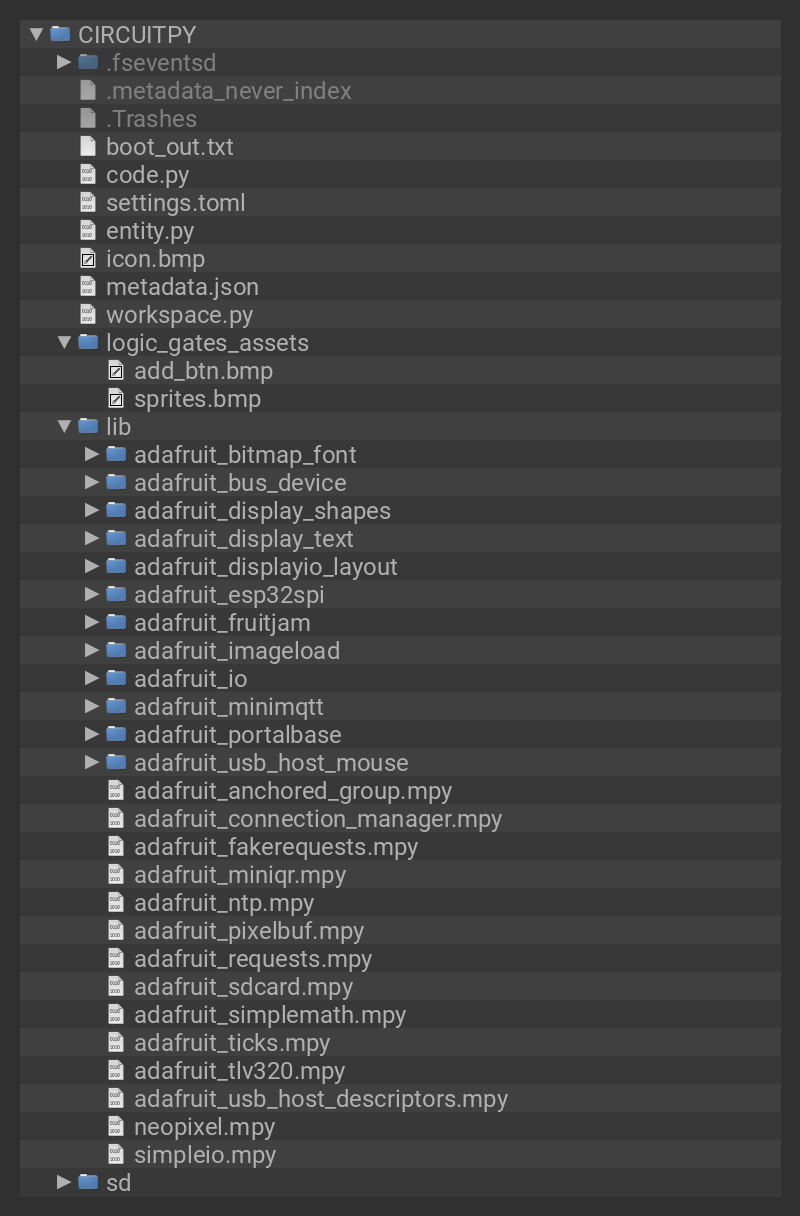 CIRCUITPY
.fseventsd
.metadata_never_index
.Trashes
boot_out.txt
code.py
settings.toml
entity.py
icon.bmp
metadata.json
workspace.py
logic_gates_assets
add_btn.bmp
sprites.bmp
lib
adafruit_bitmap_font
adafruit_bus_device
adafruit_display_shapes
adafruit_display_text
adafruit_displayio_layout
adafruit_esp32spi
adafruit_fruitjam
adafruit_imageload
adafruit_io
adafruit_minimqtt
adafruit_portalbase
adafruit_usb_host_mouse
adafruit_anchored_group.mpy
adafruit_connection_manager.mpy
adafruit_fakerequests.mpy
adafruit_miniqr.mpy
adafruit_ntp.mpy
adafruit_pixelbuf.mpy
adafruit_requests.mpy
adafruit_sdcard.mpy
adafruit_simplemath.mpy
adafruit_ticks.mpy
adafruit_tlv320.mpy
adafruit_usb_host_descriptors.mpy
neopixel.mpy
simpleio.mpy
sd